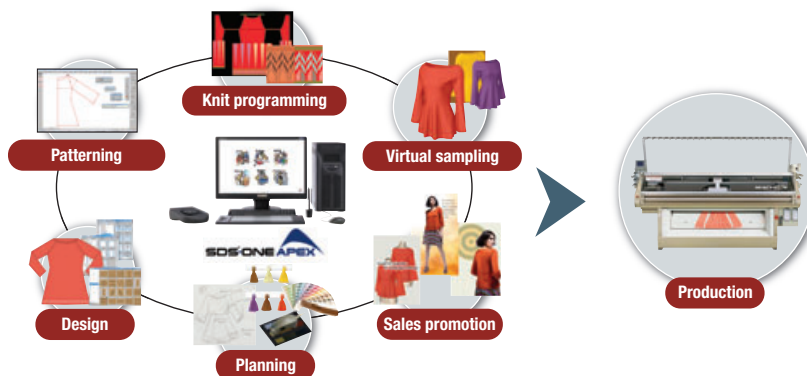 Knit programming
Patterning
Virtual sampling
SDS-ONE APEX
Design
Sales promotion
Planning
Production